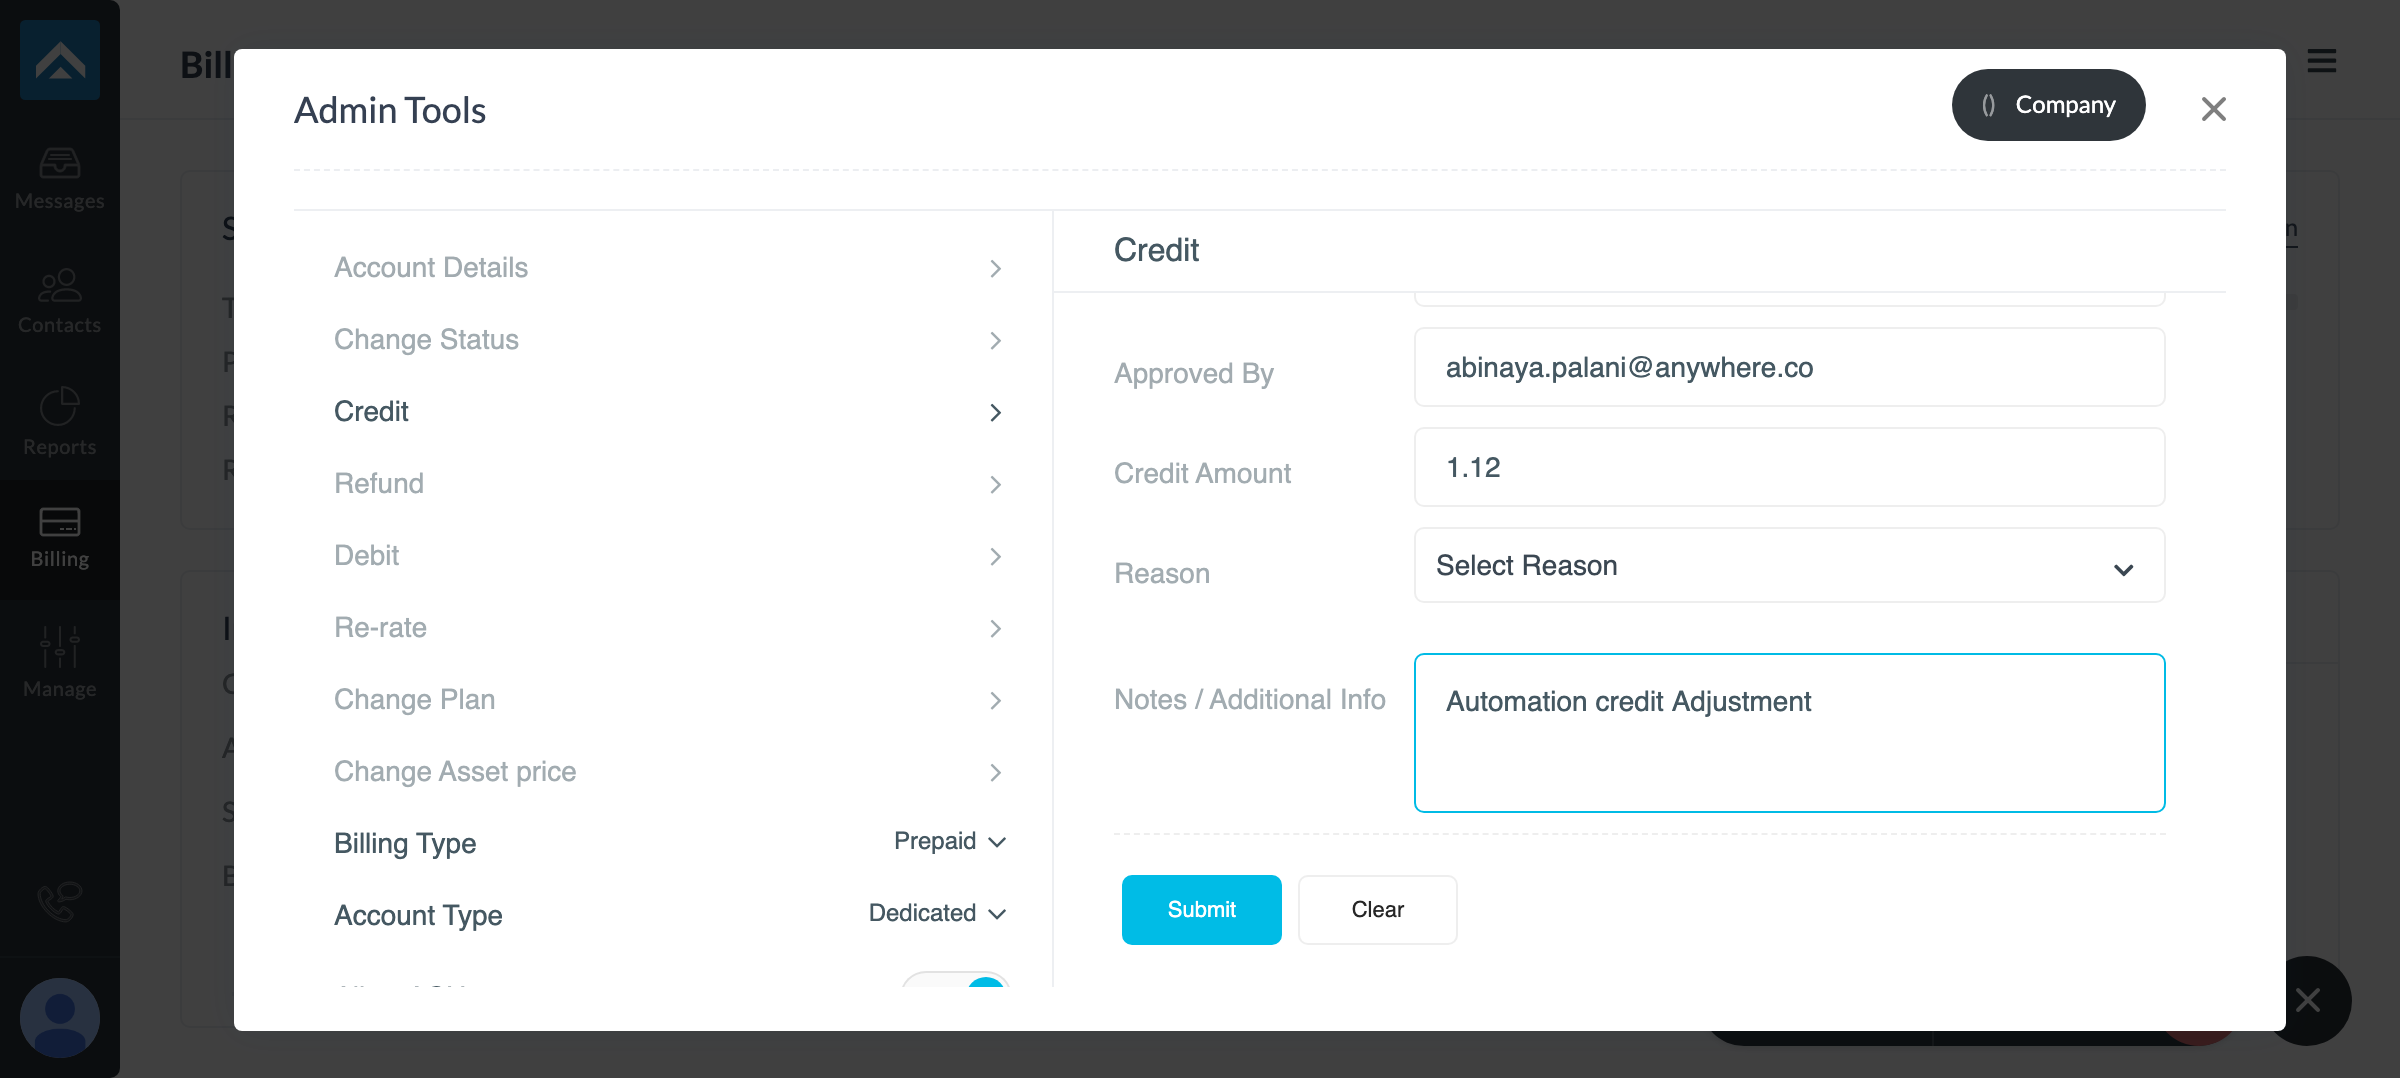 Bill
Admin Tools
() Company
Messages
Contacts
Reports
Billing
Manage
Account Details
Change Status
Credit
Refund
Debit
Re-rate
Change Plan
Change Asset price
Billing Type Prepaid
Account Type Dedicated
Credit
Approved By abinaya.palani@anywhere.co
Credit Amount 1.12
Reason Select Reason
Notes / Additional Info Automation credit Adjustment
Submit Clear